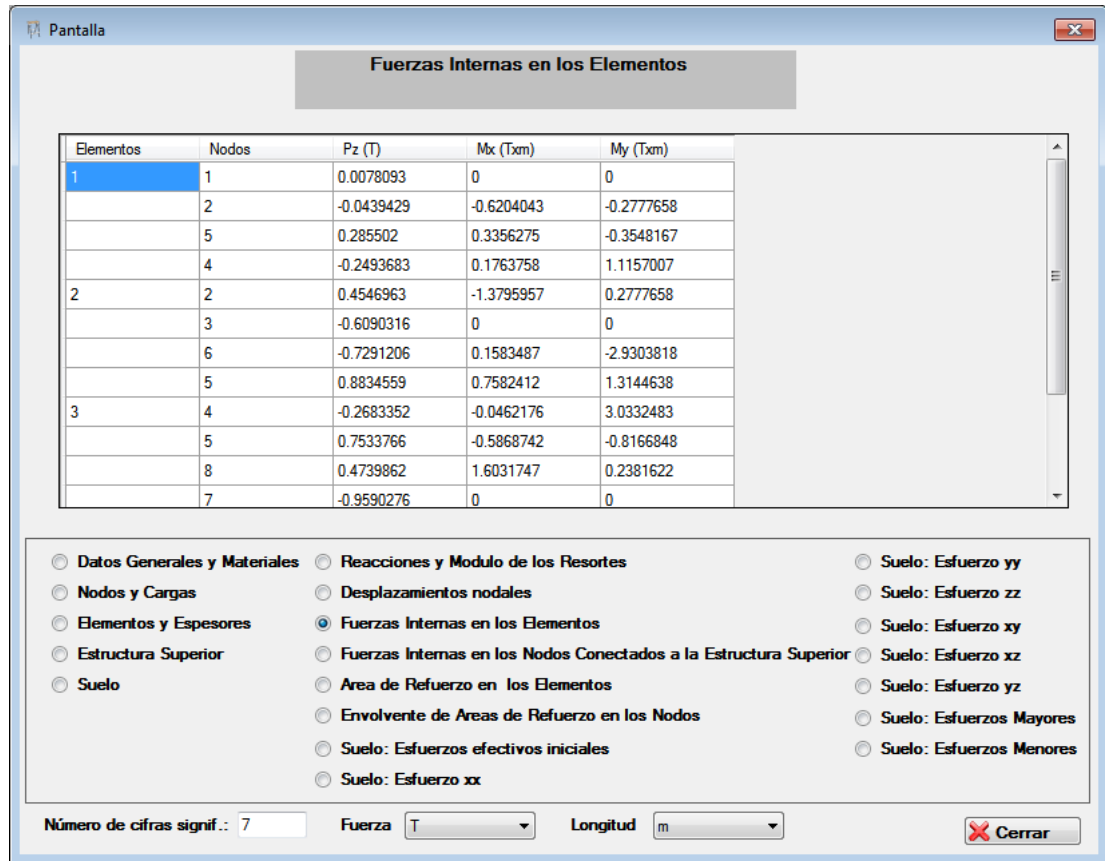 Pantalla
Fuerzas Internas en los Elementos
Elementos Nodos Pz (T) Mx (Txm) My (Txm)
1 1 0.0078093 0 0
2 -0.0439429 -0.6204043 -0.2777658
5 0.285502 0.3356275 -0.3548167
4 -0.2493683 0.1763758 1.1157007
2 2 0.4546963 -1.3795957 0.2777658
3 -0.6090316 0 0
6 -0.7291206 0.1583487 -2.9303818
5 0.8834559 0.7582412 1.3144638
3 4 -0.2683352 -0.0462176 3.0332483
5 0.7533766 -0.5868742 -0.8166848
8 0.4739862 1.6031747 0.2381622
7 -0.9590276 0 0
Datos Generales y Materiales Reacciones y Modulo de los Resortes Suelo: Esfuerzo yy
Nodos y Cargas Desplazamientos nodales Suelo: Esfuerzo zz
Elementos y Espesores Fuerzas Internas en los Elementos Suelo: Esfuerzo xy
Estructura Superior Fuerzas Internas en los Nodos Conectados a la Estructura Superior Suelo: Esfuerzo xz
Suelo Area de Refuerzo en los Elementos Suelo: Esfuerzo yz
Envolvente de Areas de Refuerzo en los Nodos Suelo: Esfuerzos Mayores
Suelo: Esfuerzos efectivos iniciales Suelo: Esfuerzos Menores
Suelo: Esfuerzo xx
Número de cifras signif.: 7 Fuerza T Longitud m Cerrar